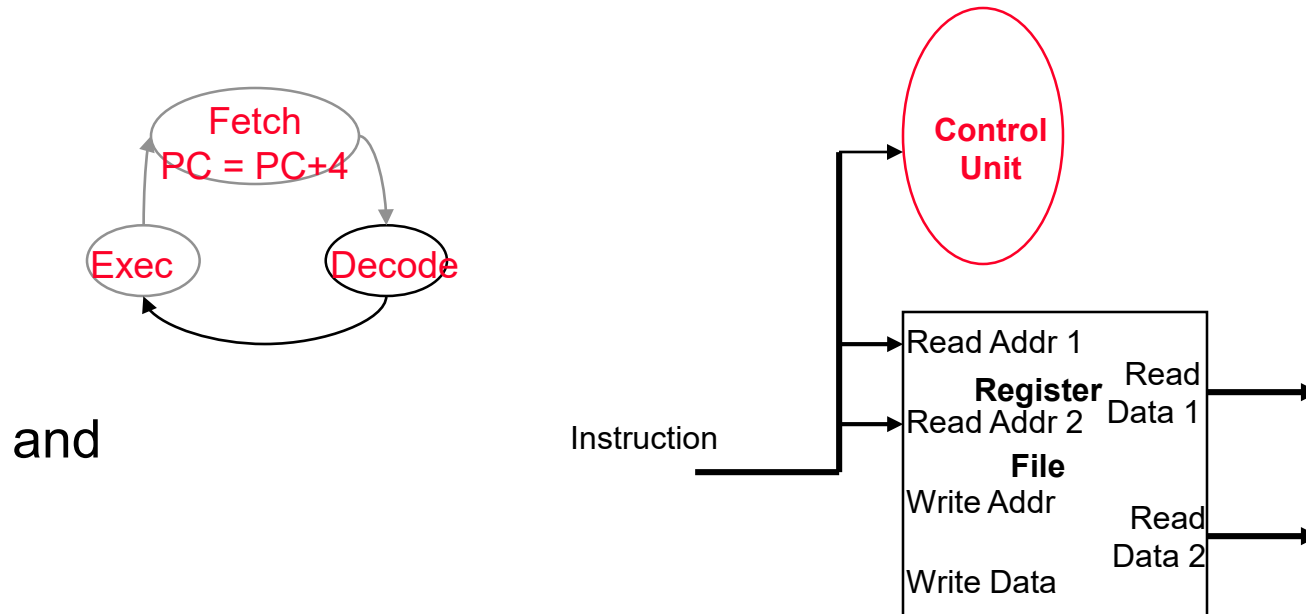 Fetch
PC = PC+4
Exec
Decode
and
Control
Unit
Instruction
Read Addr 1
Register
Read Addr 2
File
Write Addr
Write Data
Read
Data 1
Read
Data 2